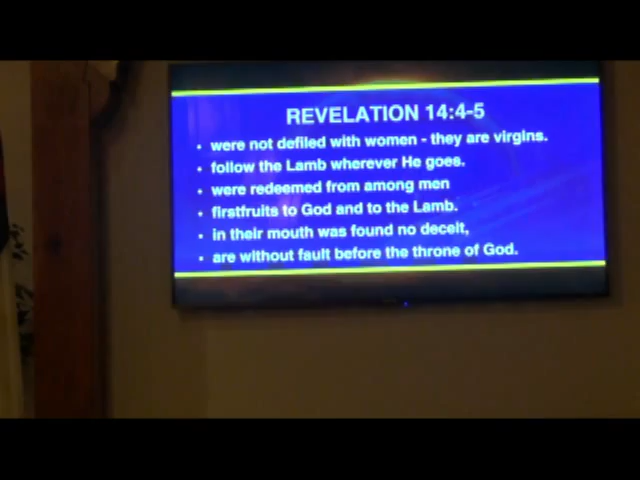 REVELATION 14:4-5
• were not defiled with women - they are virgins.
• follow the Lamb wherever He goes.
• were redeemed from among men
• firstfruits to God and to the Lamb.
• in their mouth was found no deceit,
• are without fault before the throne of God.